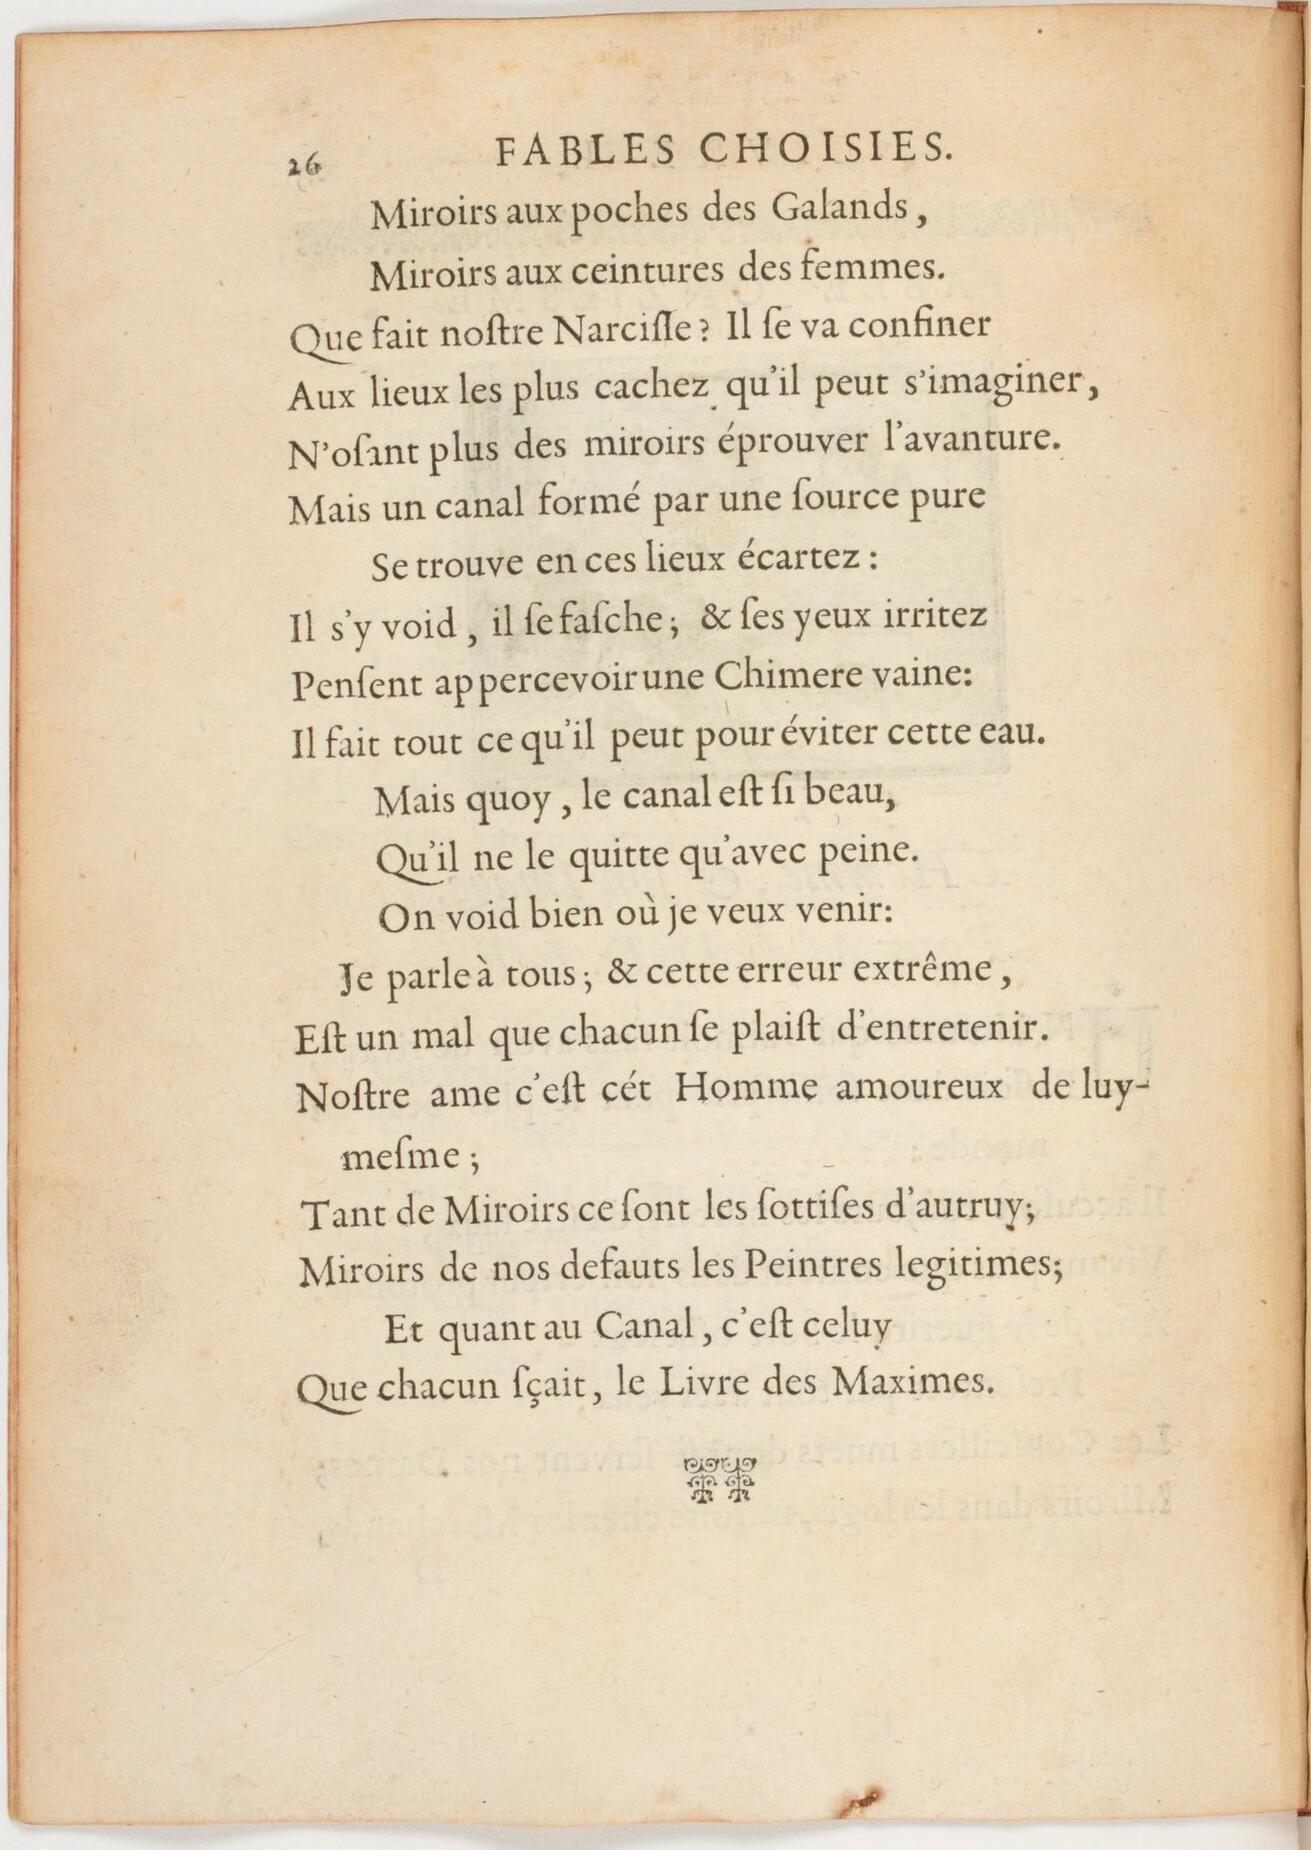 26 FABLES CHOISIES.
Miroirs aux poches des Galands,
Miroirs aux ceintures des femmes.
Que fait noſtre Narciſſe? Il ſe va confiner
Aux lieux les plus cachez qu'il peut s'imaginer,
N'oſant plus des miroirs éprouver l'avanture.
Mais un canal formé par une ſource pure
Se trouve en ces lieux écartez:
Il s'y void, il ſe faſche; & ſes yeux irritez
Penſent appercevoir une Chimere vaine:
Il fait tout ce qu'il peut pour éviter cette eau.
Mais quoy, le canal eſt ſi beau,
Qu'il ne le quitte qu'avec peine.
On void bien où je veux venir:
Je parle à tous; & cette erreur extrême,
Eſt un mal que chacun ſe plaiſt d'entretenir.
Noſtre ame c'eſt cét Homme amoureux de luy-
meſme;
Tant de Miroirs ce ſont les ſottiſes d'autruy;
Miroirs de nos defauts les Peintres legitimes;
Et quant au Canal, c'eſt celuy
Que chacun ſçait, le Livre des Maximes.